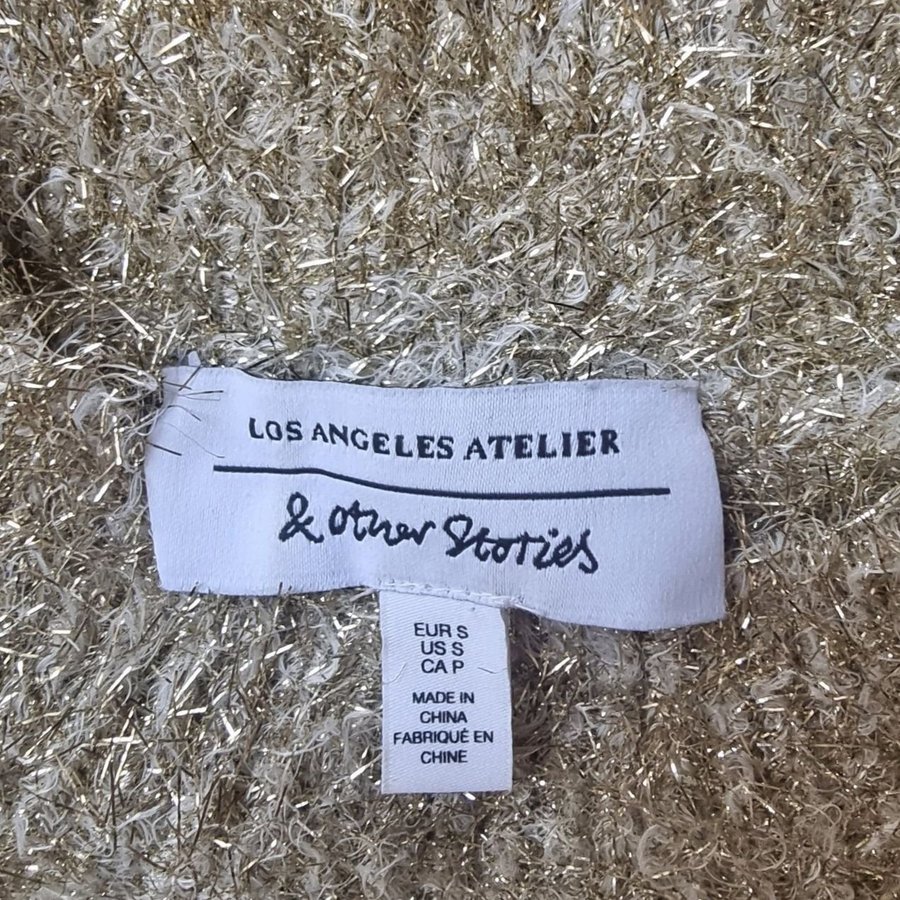 LOS ANGELES ATELIER
& other Stories
EUR S
US S
CA P
MADE IN
CHINA
FABRIQUÉ EN
CHINE